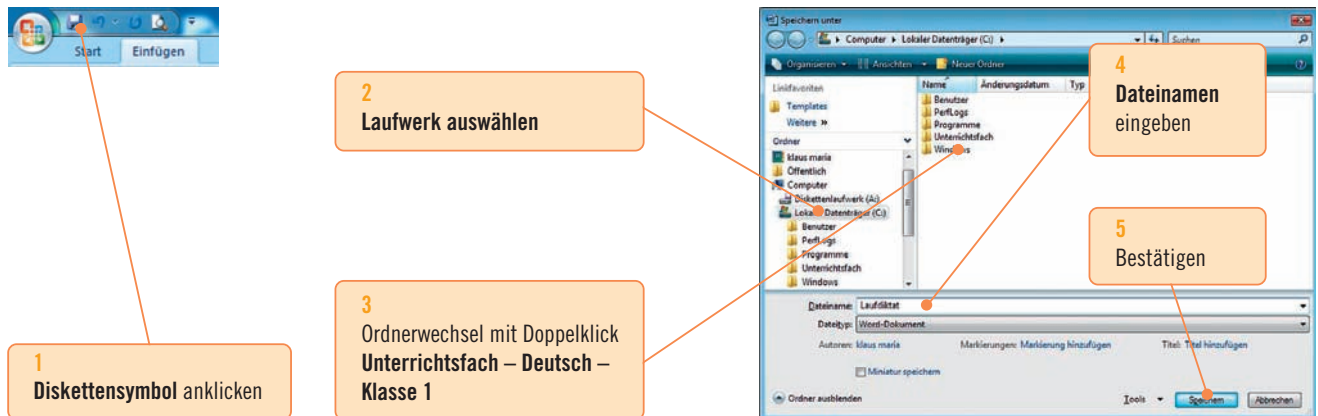 Start Einfügen
1
Diskettensymbol anklicken
2
Laufwerk auswählen
3
Ordnerwechsel mit Doppelklick
Unterrichtsfach – Deutsch –
Klasse 1
Speichern unter
Computer Lokaler Datenträger (C:)
Suchen
Organisieren Ansichten Neuer Ordner
Linkfavoriten
Templates
Weitere »
Ordner
klaus maria
Öffentlich
Computer
Diskettenlaufwerk (A:)
Lokaler Datenträger (C:)
Benutzer
PerfLogs
Programme
Unterrichtsfach
Windows
Name Änderungsdatum Typ
Benutzer
PerfLogs
Programme
Unterrichtsfach
Windows
4
Dateinamen
eingeben
5
Bestätigen
Dateiname: Laufdiktat
Dateityp: Word-Dokument
Autoren: klaus maria Markierungen: Markierung hinzufügen Titel: Titel hinzufügen
Miniatur speichern
Ordner ausblenden Tools Speichern Abbrechen